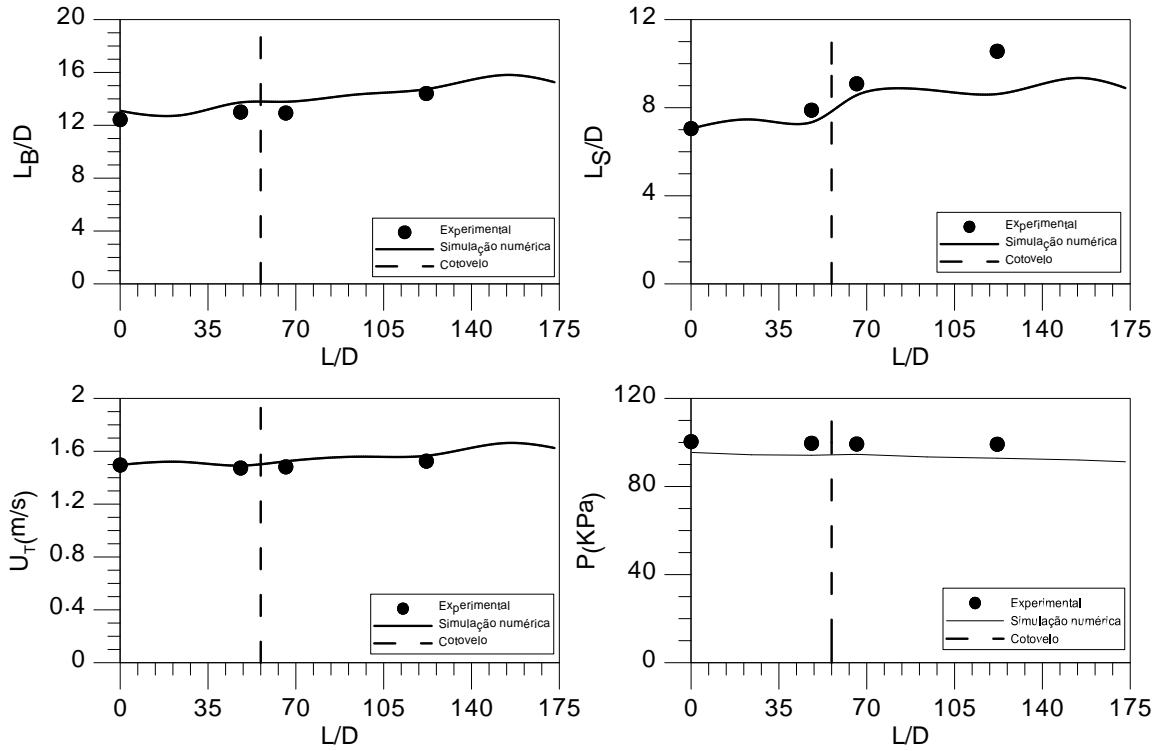 20
16
12
8
4
0
L_B/D
Experimental
Simulação numérica
Cotovelo
0 35 70 105 140 175
L/D
12
8
4
0
L_S/D
Experimental
Simulação numérica
Cotovelo
0 35 70 105 140 175
L/D
2
1.6
1.2
0.8
0.4
0
U_T(m/s)
Experimental
Simulação numérica
Cotovelo
0 35 70 105 140 175
L/D
120
80
40
0
P(KPa)
Experimental
Simulação numérica
Cotovelo
0 35 70 105 140 175
L/D